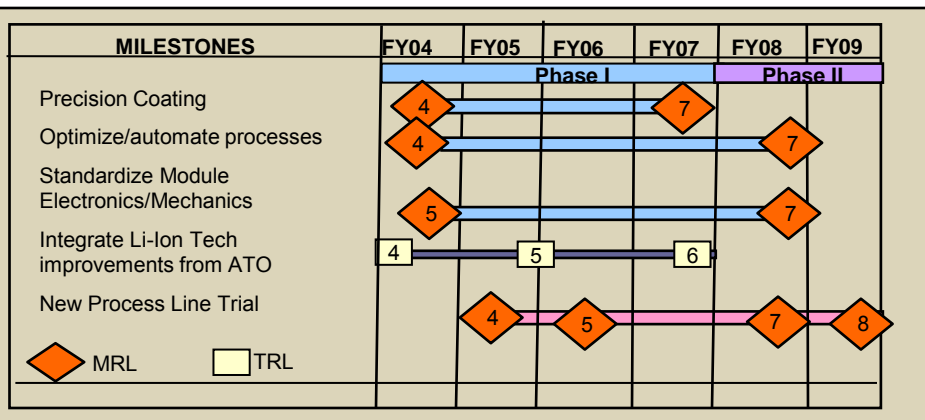 MILESTONES FY04 FY05 FY06 FY07 FY08 FY09
Phase I Phase II
Precision Coating 4 7
Optimize/automate processes 4 7
Standardize Module
Electronics/Mechanics 5 7
Integrate Li-Ion Tech
improvements from ATO 4 5 6
New Process Line Trial 4 5 7 8
MRL TRL